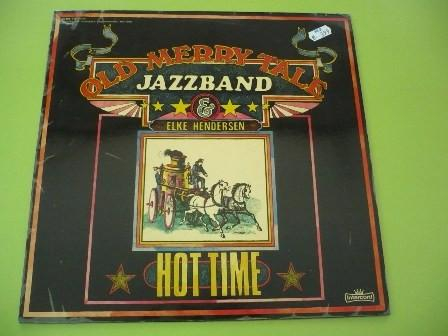 OLD MERRY TALE
JAZZBAND
&
ELKE HENDERSEN
HOT TIME
Intercord